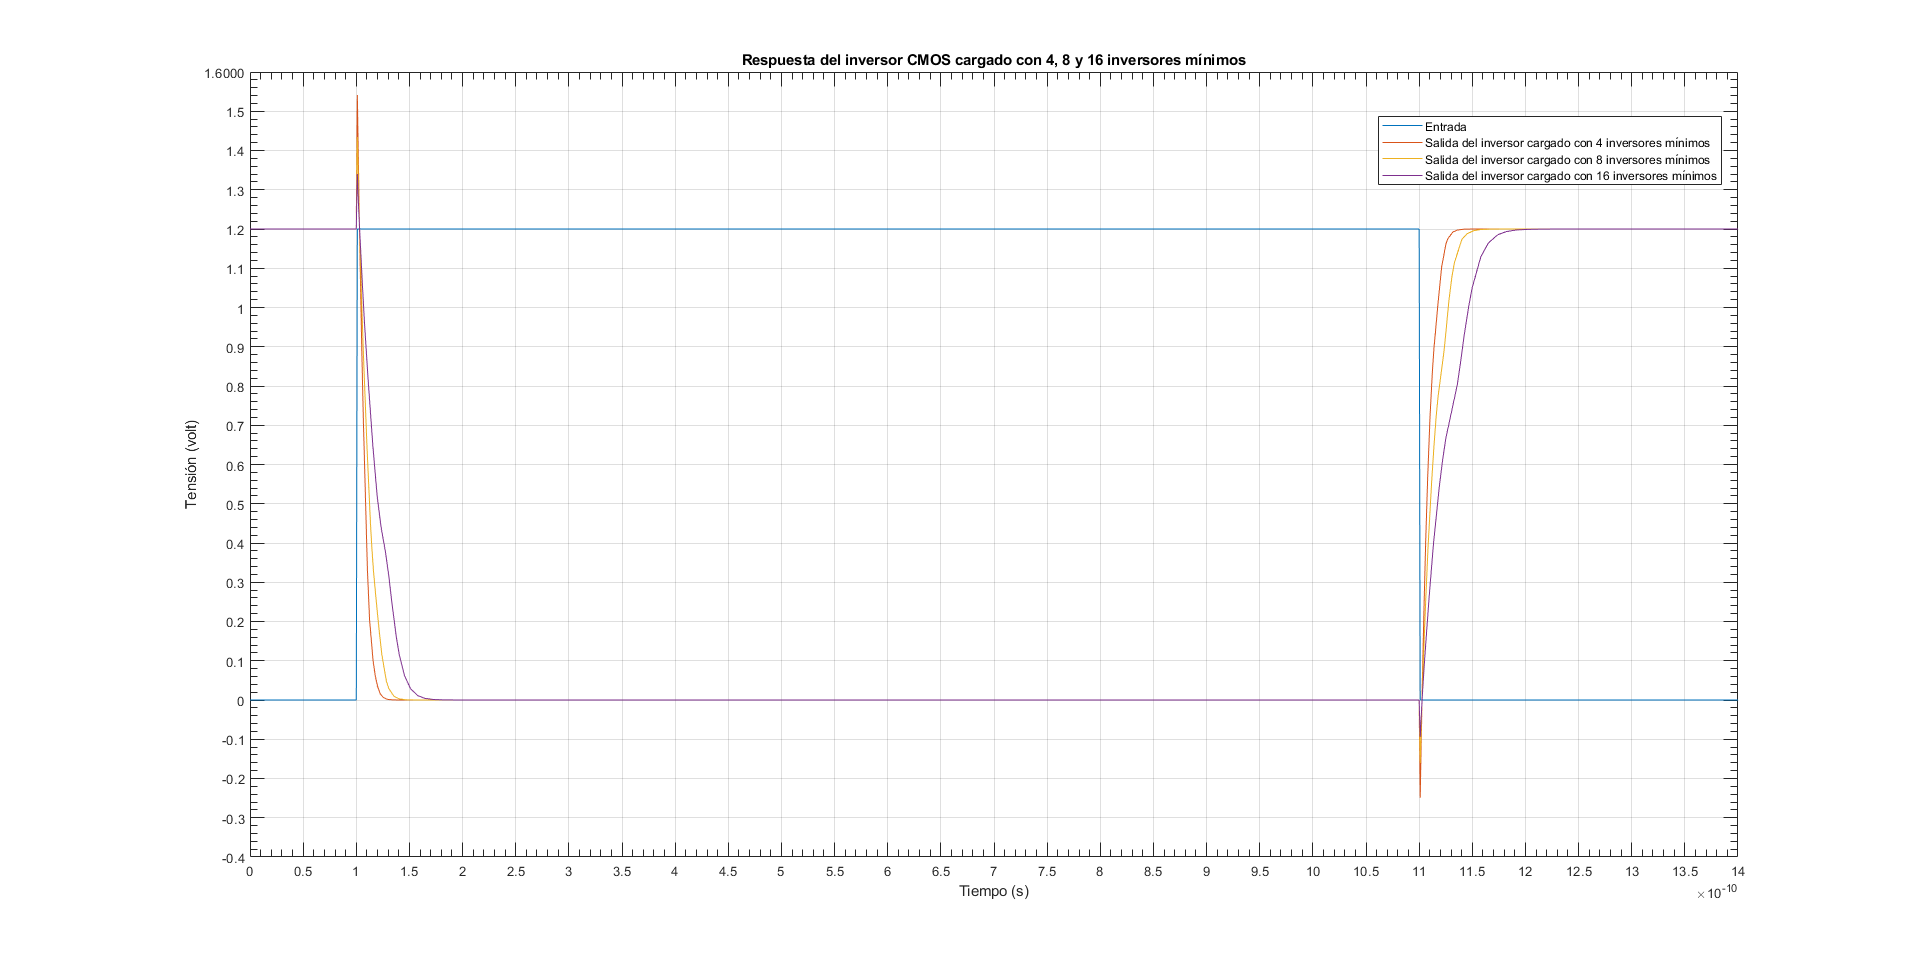 Respuesta del inversor CMOS cargado con 4, 8 y 16 inversores mínimos
1.6000
1.5
1.4
1.3
1.2
1.1
1
0.9
0.8
0.7
0.6
0.5
0.4
0.3
0.2
0.1
0
-0.1
-0.2
-0.3
-0.4
Tensión (volt)
Entrada
Salida del inversor cargado con 4 inversores mínimos
Salida del inversor cargado con 8 inversores mínimos
Salida del inversor cargado con 16 inversores mínimos
0 0.5 1 1.5 2 2.5 3 3.5 4 4.5 5 5.5 6 6.5 7 7.5 8 8.5 9 9.5 10 10.5 11 11.5 12 12.5 13 13.5 14
Tiempo (s)
×10-10